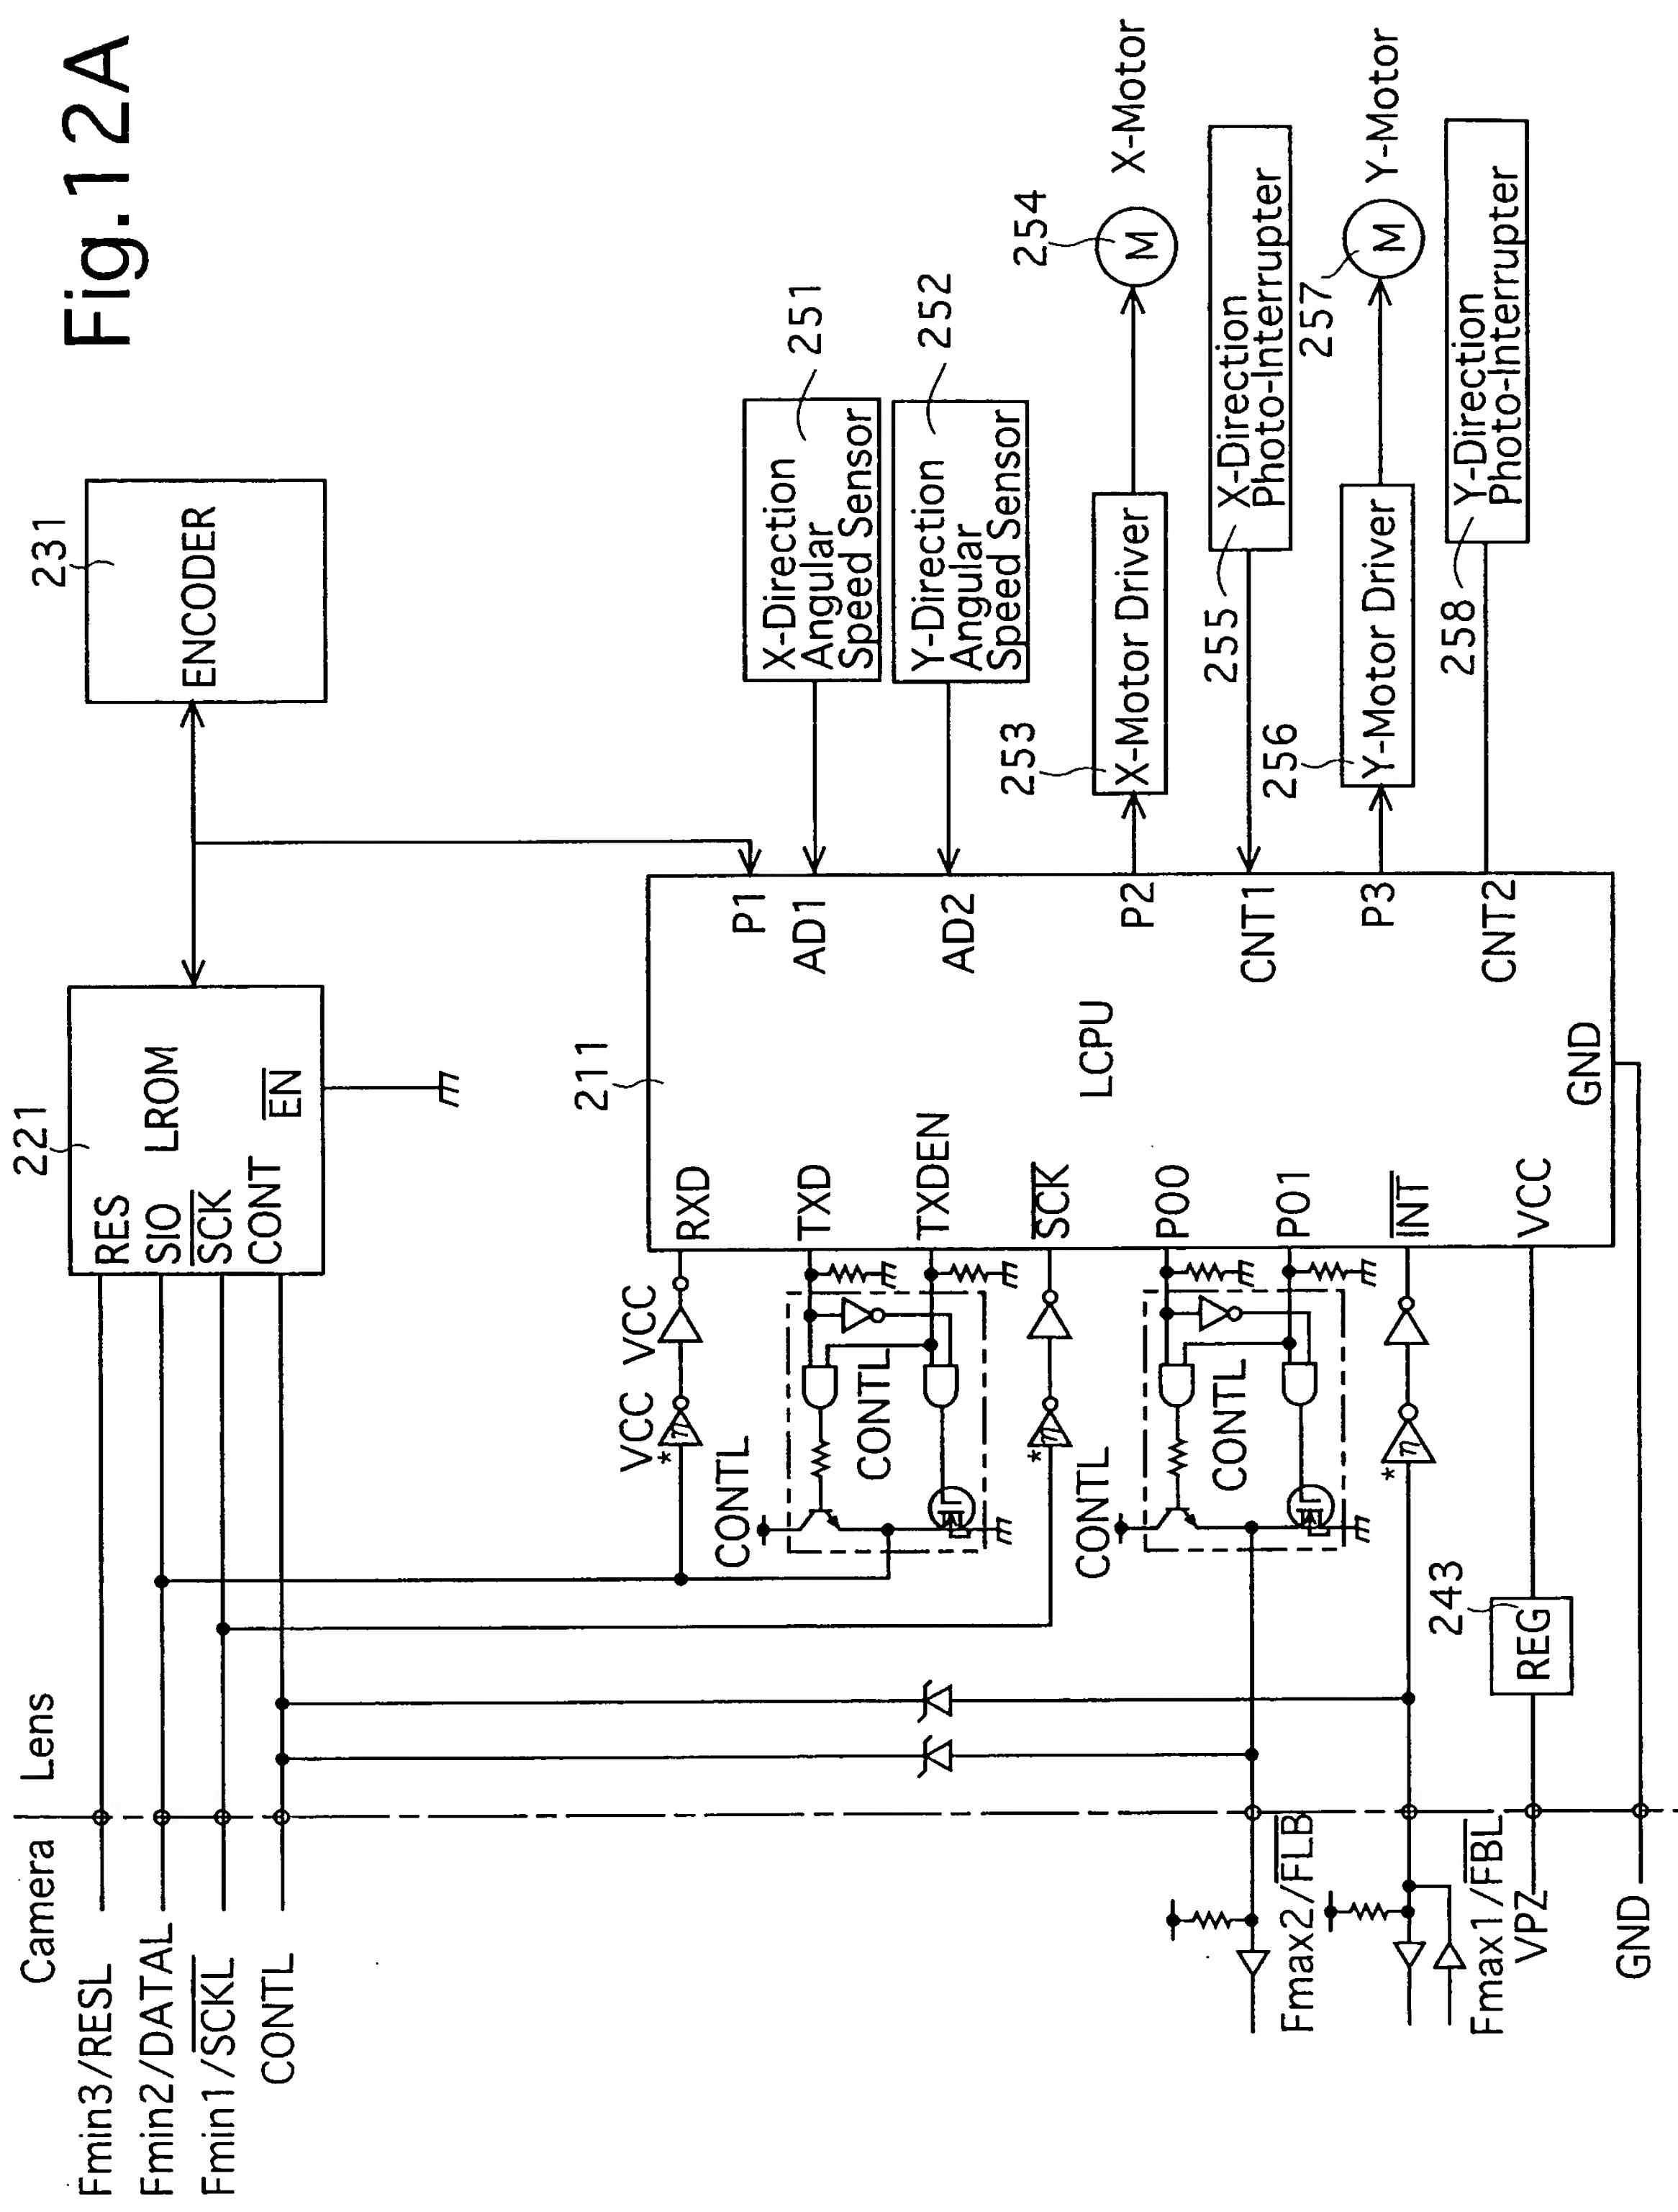 Fig.12A
Camera
Lens
Fmin3/RESL
Fmin2/DATAL
Fmin1/SCKL
CONTL
221
RES
SIO
LROM
SCK
CONT
EN
231
ENCODER
VCC
VCC
*
η
RXD
211
P1
251
X-Direction
Angular
Speed Sensor
AD1
CONTL
TXD
CONTL
252
Y-Direction
Angular
Speed Sensor
AD2
TXDEN
*
η
SCK
LCPU
253
X-Motor Driver
P2
254
M
X-Motor
CONTL
P00
CONTL
255
X-Direction
Photo-Interrupter
CNT1
P01
Fmax2/FLB
256
Y-Motor Driver
P3
257
M
Y-Motor
*
η
INT
Fmax1/FBL
258
Y-Direction
Photo-Interrupter
CNT2
243
REG
VCC
VPZ
GND
GND